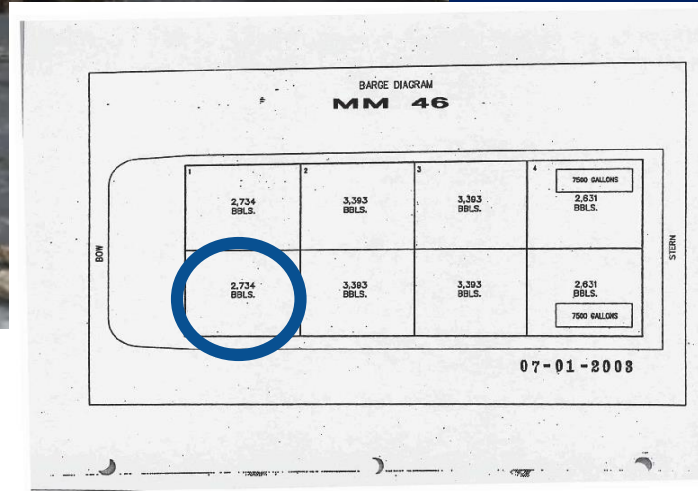 BARGE DIAGRAM
MM 46
1
2
3
4
7500 GALLONS
2,734
BBLS.
3,393
BBLS.
3,393
BBLS.
2,631
BBLS.
BOW
STERN
2,734
BBLS.
3,393
BBLS.
3,393
BBLS.
2,631
BBLS.
7500 GALLONS
07-01-2003